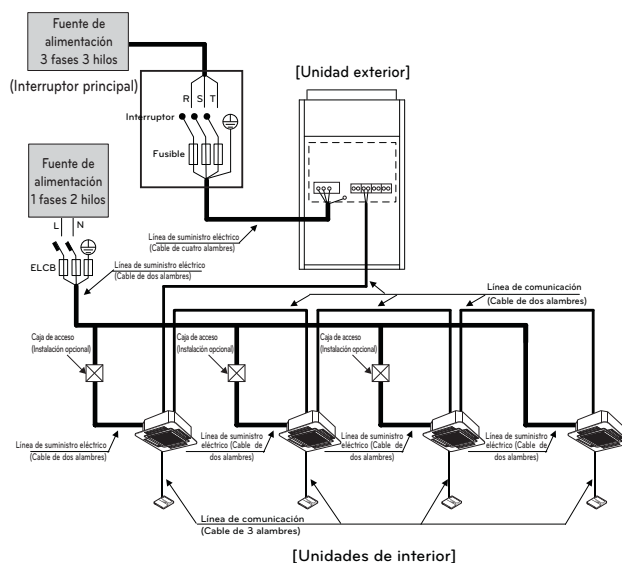 Fuente de
alimentación
3 fases 3 hilos
(Interruptor principal)
[Unidad exterior]
R S T
Interruptor
Fusible
Fuente de
alimentación
1 fases 2 hilos
L N
ELCB
Línea de suministro eléctrico
(Cable de dos alambres)
Línea de suministro eléctrico
(Cable de cuatro alambres)
Línea de comunicación
(Cable de dos alambres)
Caja de acceso
(Instalación opcional)
Caja de acceso
(Instalación opcional)
Caja de acceso
(Instalación opcional)
Línea de suministro eléctrico
(Cable de dos alambres)
Línea de suministro
eléctrico (Cable de
dos alambres)
Línea de suministro
eléctrico (Cable de
dos alambres)
Línea de suministro
eléctrico (Cable de
dos alambres)
Línea de comunicación
(Cable de 3 alambres)
[Unidades de interior]